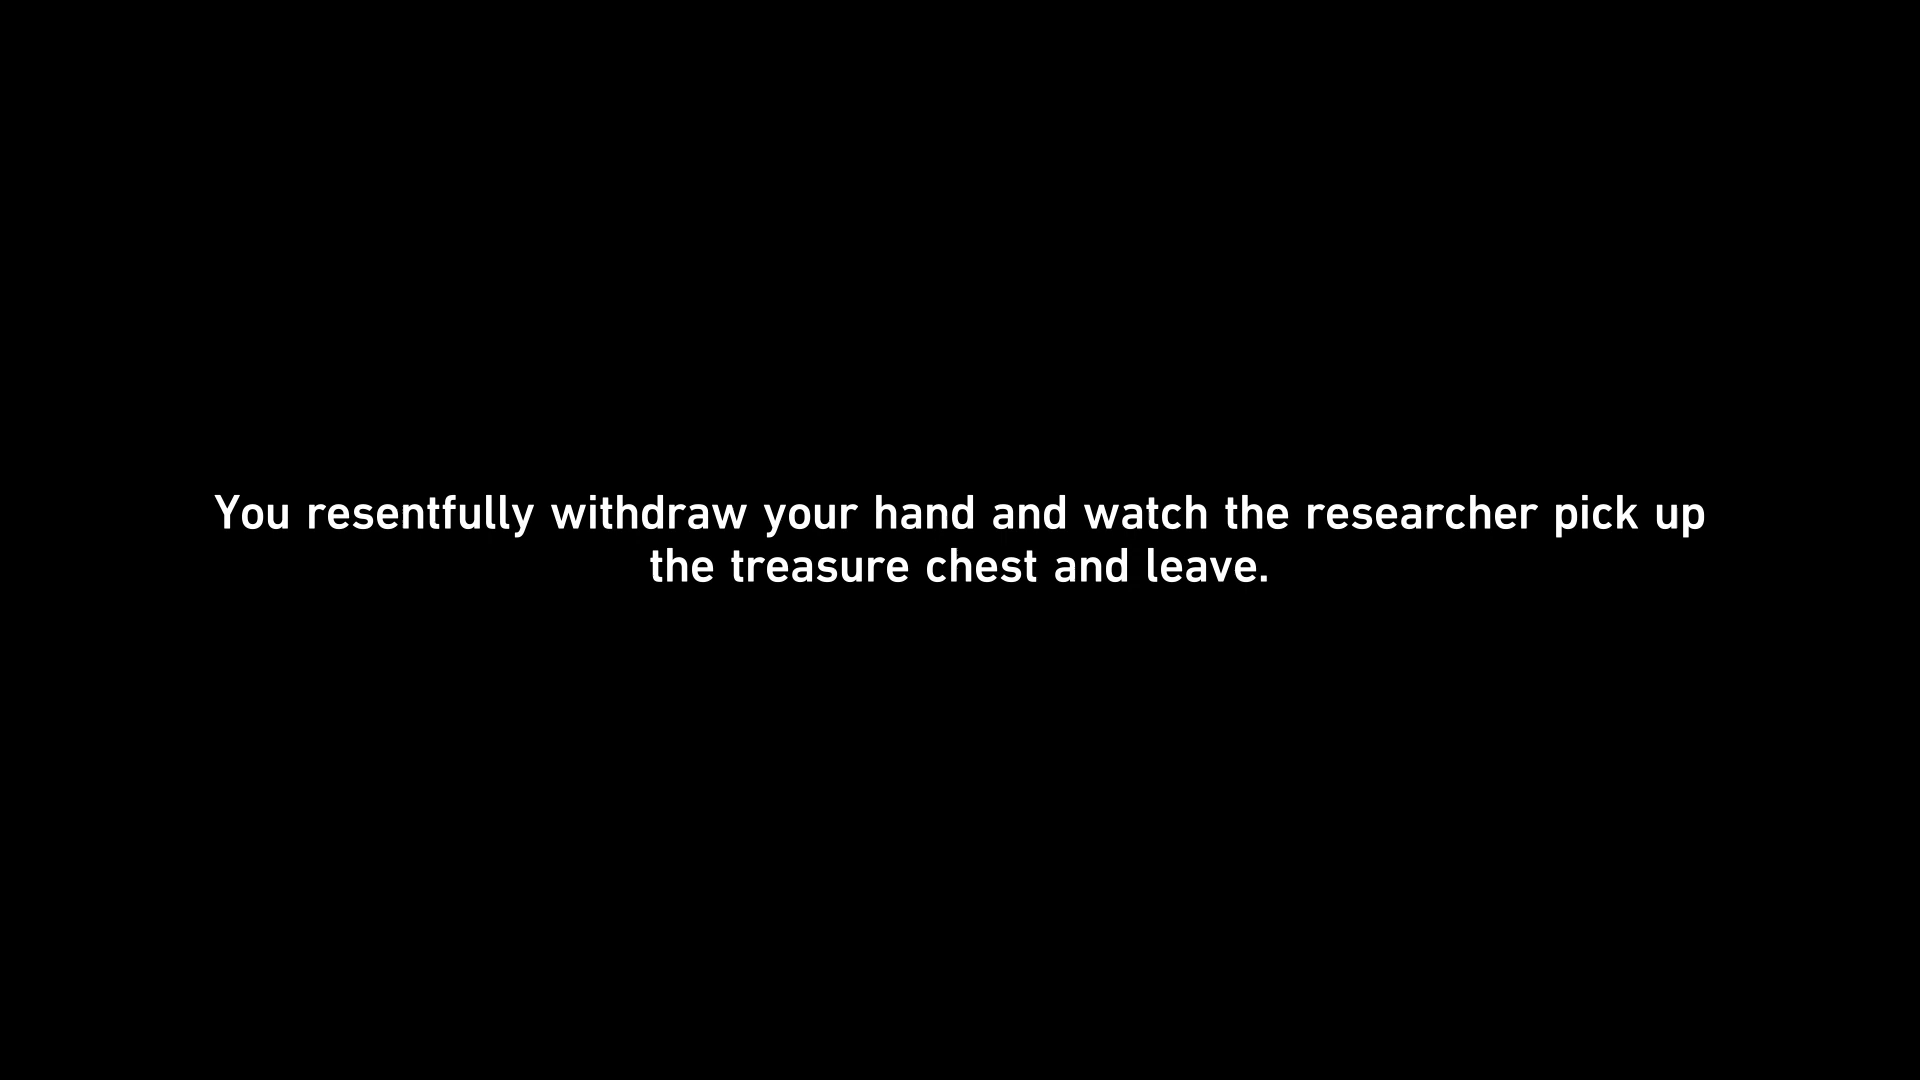 You resentfully withdraw your hand and watch the researcher pick up
the treasure chest and leave.